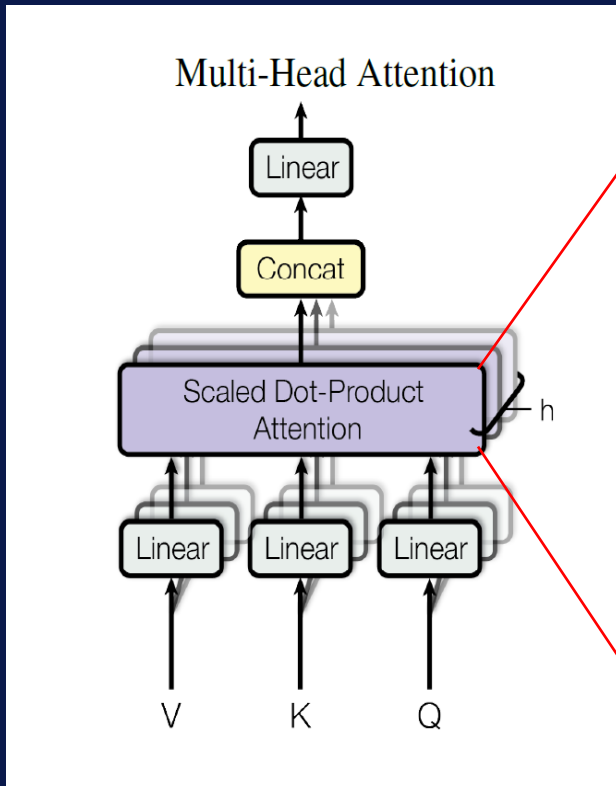 Multi-Head Attention
Linear
Concat
Scaled Dot-Product
Attention
h
Linear
Linear
Linear
V
K
Q